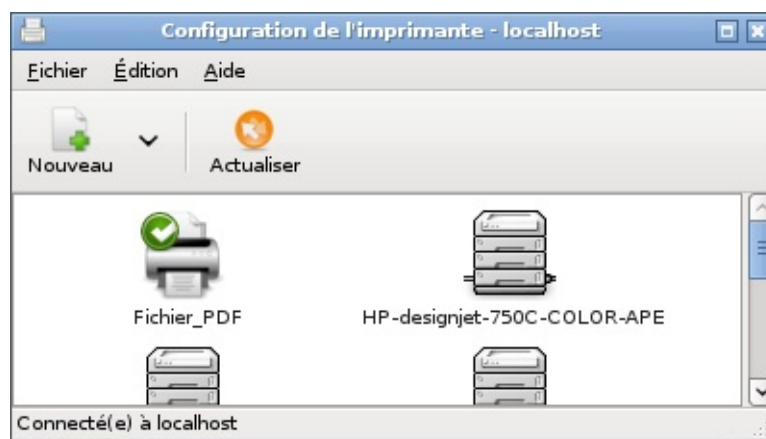 Configuration de l'imprimante - localhost
Fichier Édition Aide
Nouveau Actualiser
Fichier_PDF HP-designjet-750C-COLOR-APE
Connecté(e) à localhost